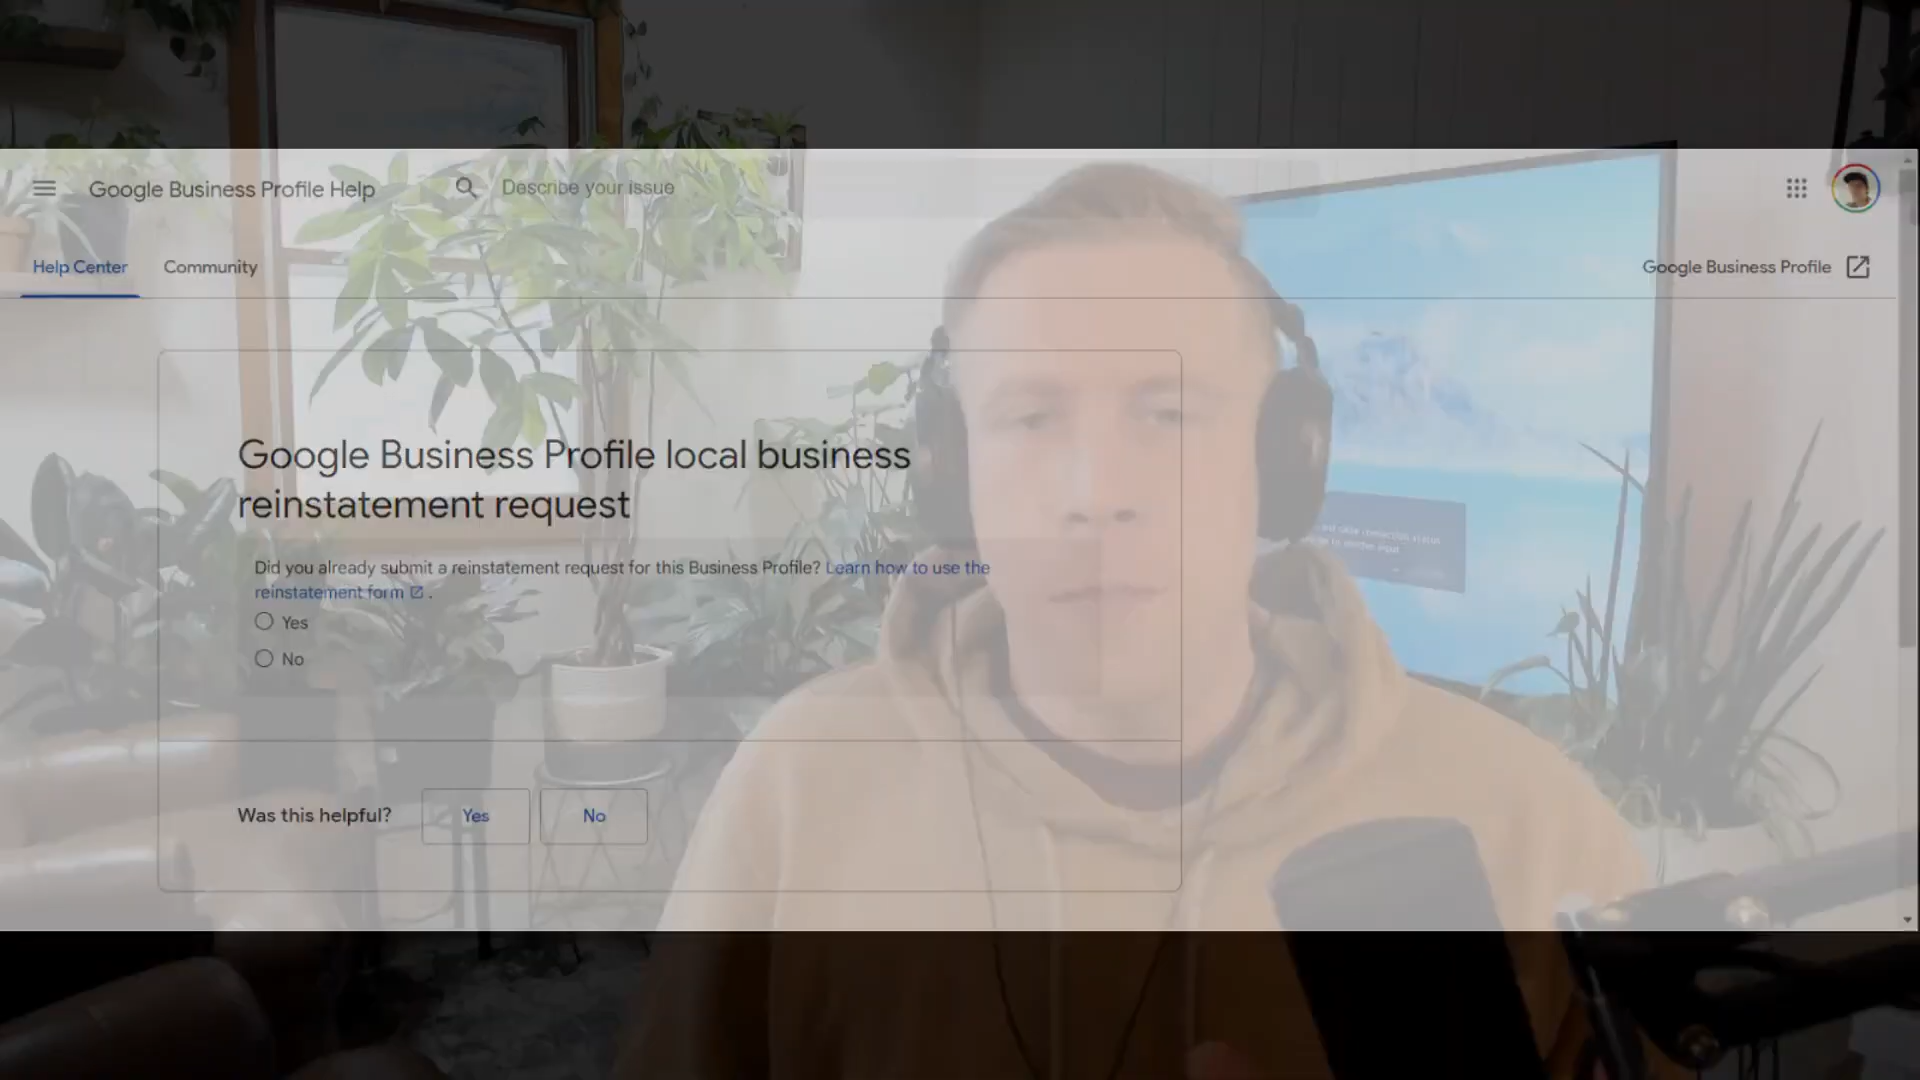 Google Business Profile Help
Describe your issue
Help Center
Community
Google Business Profile
Google Business Profile local business
reinstatement request
Did you already submit a reinstatement request for this Business Profile? Learn how to use the
reinstatement form .
Yes
No
Was this helpful?
Yes
No